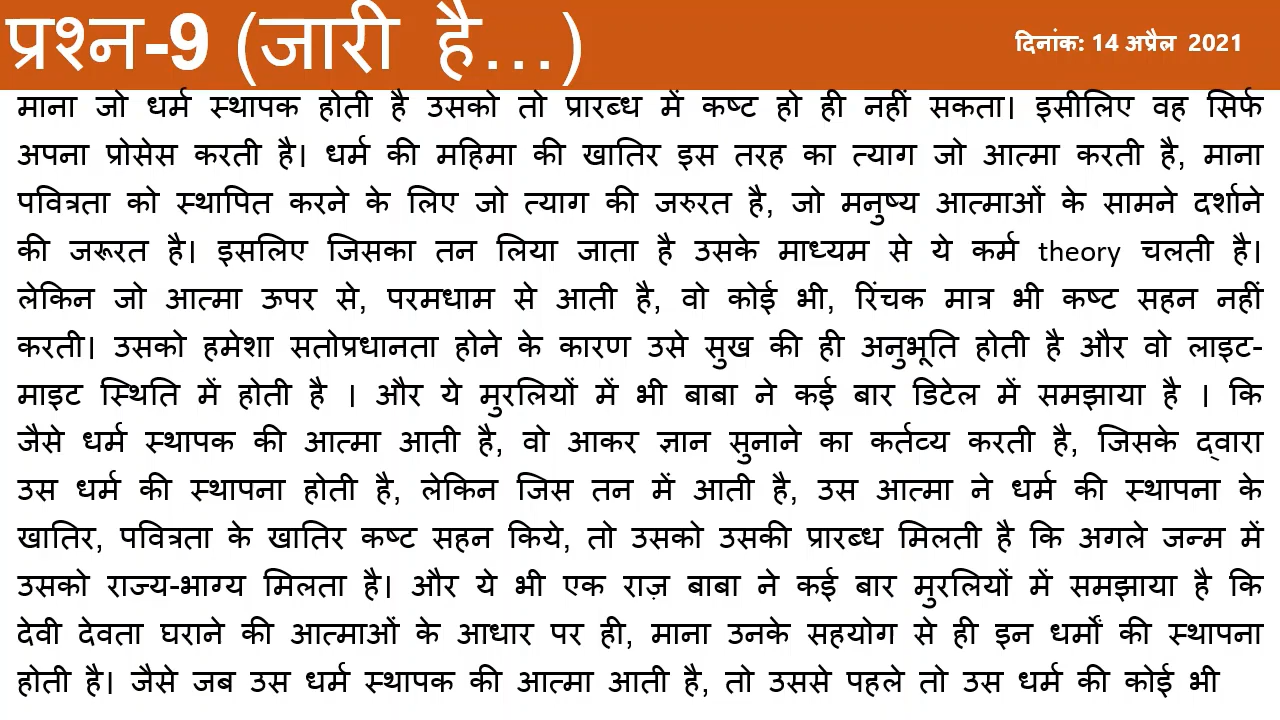 प्रश्न-9 (जारी है...)
दिनांक: 14 अप्रैल 2021
माना जो धर्म स्थापक होती है उसको तो प्रारब्ध में कष्ट हो ही नहीं सकता। इसीलिए वह सिर्फ
अपना प्रोसेस करती है। धर्म की महिमा की खातिर इस तरह का त्याग जो आत्मा करती है, माना
पवित्रता को स्थापित करने के लिए जो त्याग की जरुरत है, जो मनुष्य आत्माओं के सामने दर्शाने
की जरूरत है। इसलिए जिसका तन लिया जाता है उसके माध्यम से ये कर्म theory चलती है।
लेकिन जो आत्मा ऊपर से, परमधाम से आती है, वो कोई भी, रिंचक मात्र भी कष्ट सहन नहीं
करती। उसको हमेशा सतोप्रधानता होने के कारण उसे सुख की ही अनुभूति होती है और वो लाइट-
माइट स्थिति में होती है । और ये मुरलियों में भी बाबा ने कई बार डिटेल में समझाया है । कि
जैसे धर्म स्थापक की आत्मा आती है, वो आकर ज्ञान सुनाने का कर्तव्य करती है, जिसके द्वारा
उस धर्म की स्थापना होती है, लेकिन जिस तन में आती है, उस आत्मा ने धर्म की स्थापना के
खातिर, पवित्रता के खातिर कष्ट सहन किये, तो उसको उसकी प्रारब्ध मिलती है कि अगले जन्म में
उसको राज्य-भाग्य मिलता है। और ये भी एक राज़ बाबा ने कई बार मुरलियों में समझाया है कि
देवी देवता घराने की आत्माओं के आधार पर ही, माना उनके सहयोग से ही इन धर्मों की स्थापना
होती है। जैसे जब उस धर्म स्थापक की आत्मा आती है, तो उससे पहले तो उस धर्म की कोई भी